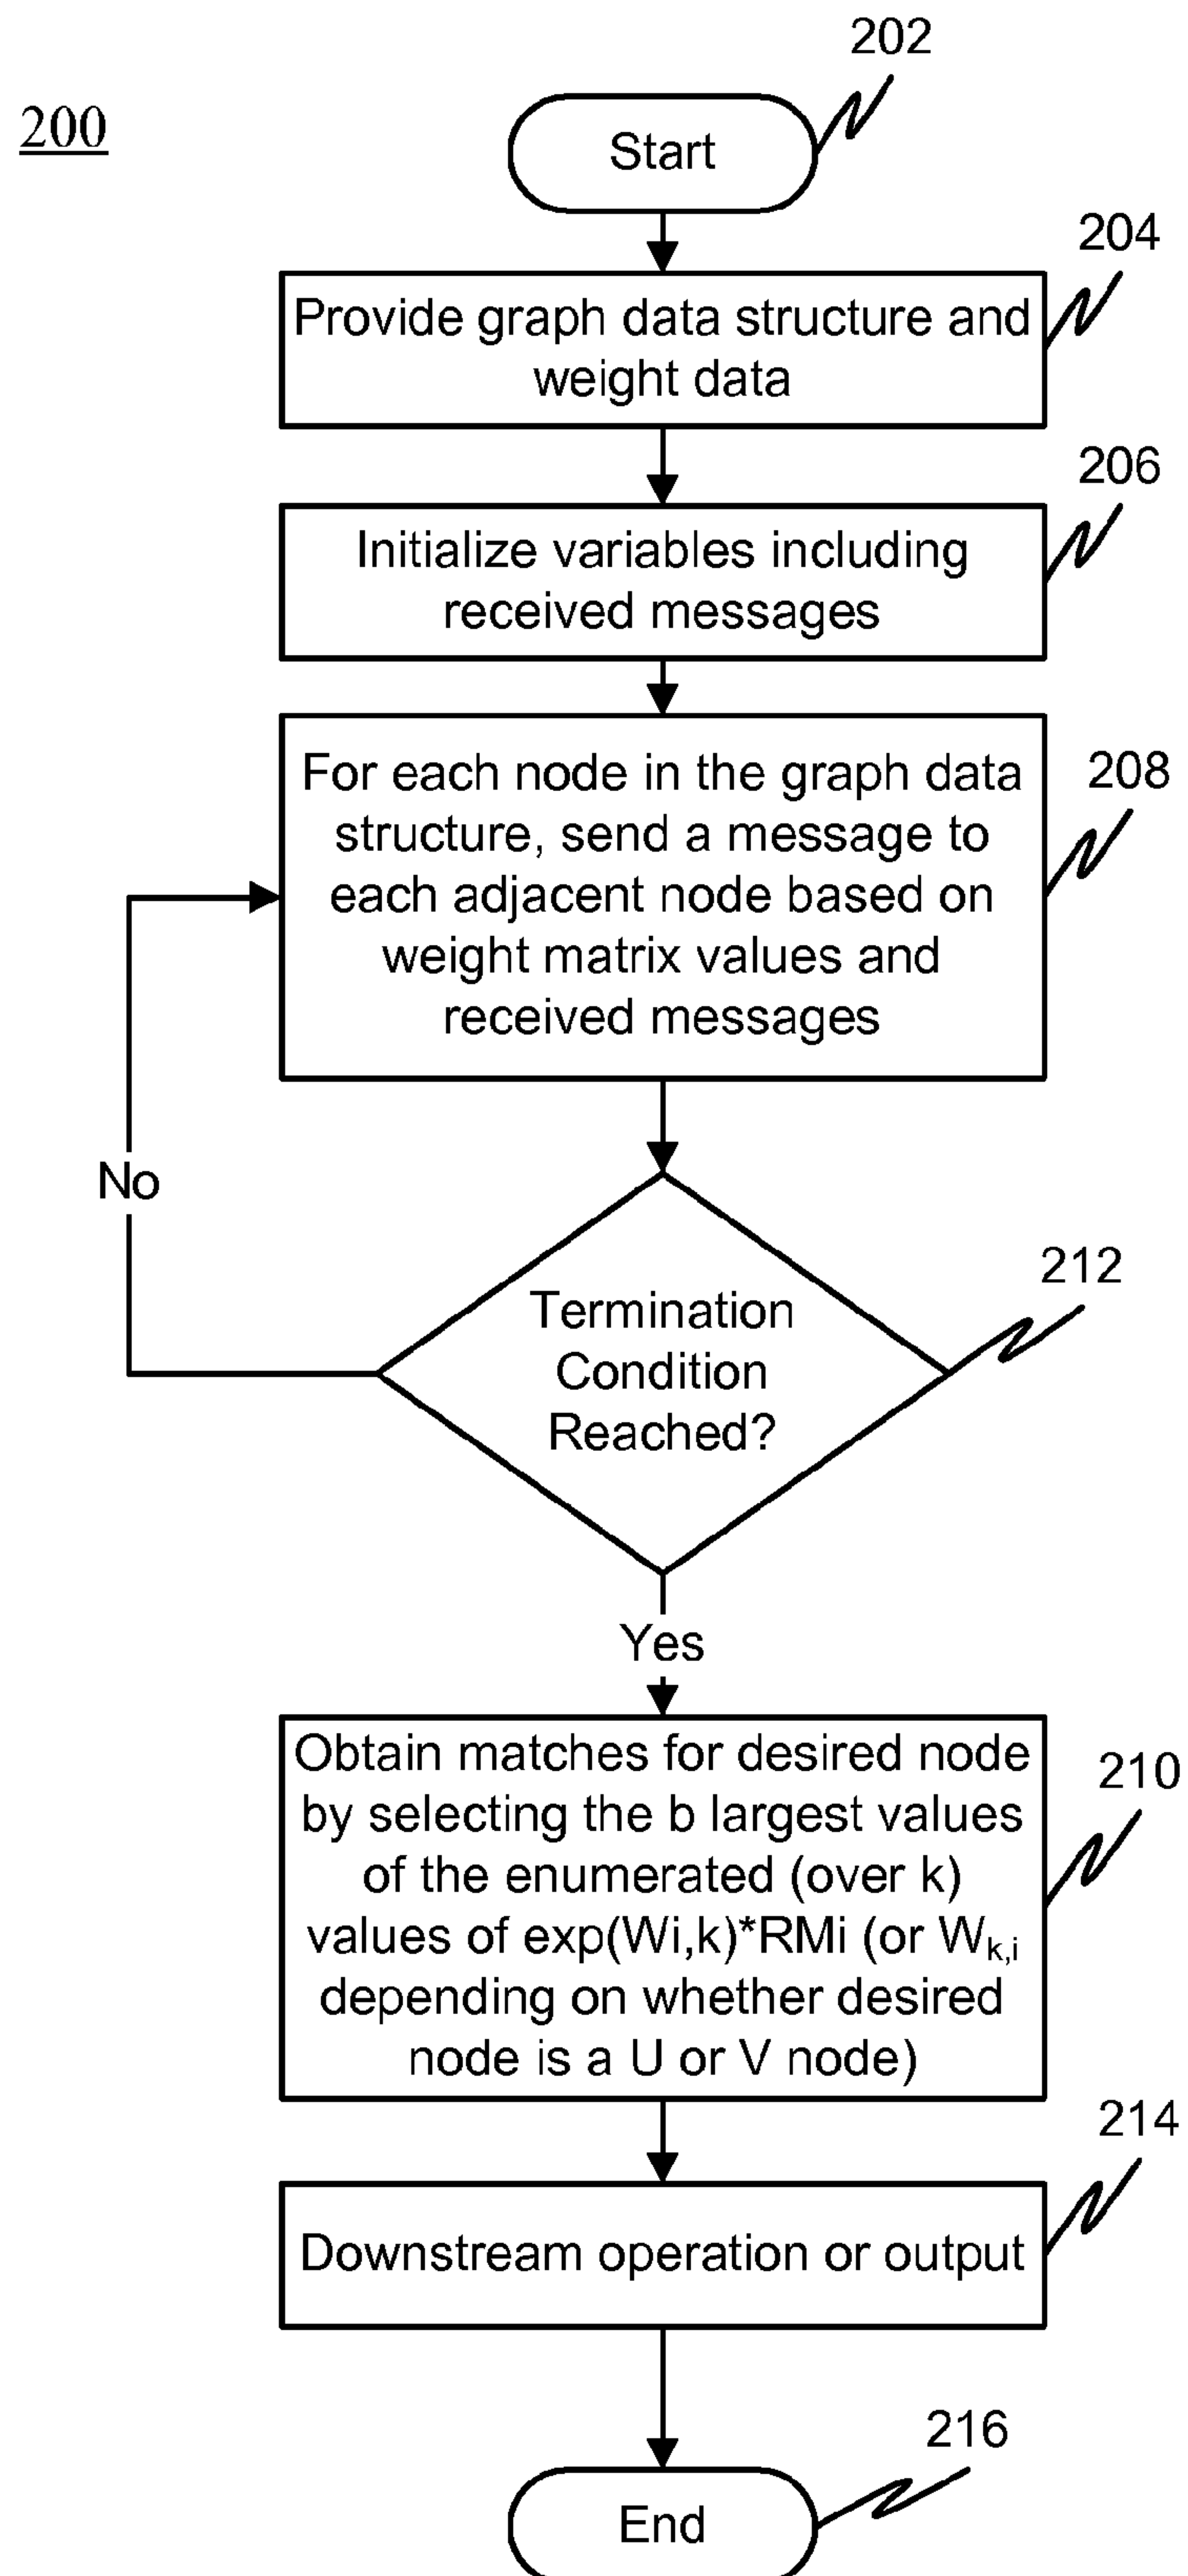 202
200
Start
204
Provide graph data structure and
weight data
206
Initialize variables including
received messages
208
For each node in the graph data
structure, send a message to
each adjacent node based on
weight matrix values and
received messages
No
212
Termination
Condition
Reached?
Yes
210
Obtain matches for desired node
by selecting the b largest values
of the enumerated (over k)
values of exp(Wi,k)*RMi (or Wk,i
depending on whether desired
node is a U or V node)
214
Downstream operation or output
216
End